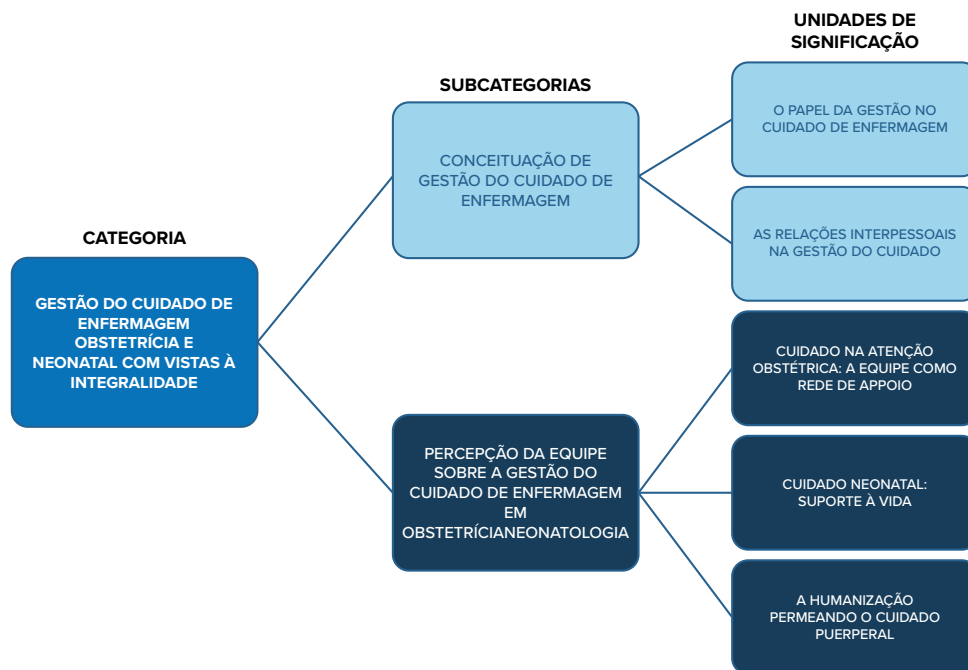 CATEGORIA
GESTÃO DO CUIDADO DE
ENFERMAGEM
OBSTETRÍCIA E
NEONATAL COM VISTAS À
INTEGRALIDADE
SUBCATEGORIAS
CONCEITUAÇÃO DE
GESTÃO DO CUIDADO DE
ENFERMAGEM
PERCEPÇÃO DA EQUIPE
SOBRE A GESTÃO DO
CUIDADO DE ENFERMAGEM
EM
OBSTETRÍCIANEONATOLOGIA
UNIDADES DE
SIGNIFICAÇÃO
O PAPEL DA GESTÃO NO
CUIDADO DE ENFERMAGEM
AS RELAÇÕES INTERPESSOAIS
NA GESTÃO DO CUIDADO
CUIDADO NA ATENÇÃO
OBSTÉTRICA: A EQUIPE COMO
REDE DE APPOIO
CUIDADO NEONATAL:
SUPORTE À VIDA
A HUMANIZAÇÃO
PERMEANDO O CUIDADO
PUERPERAL